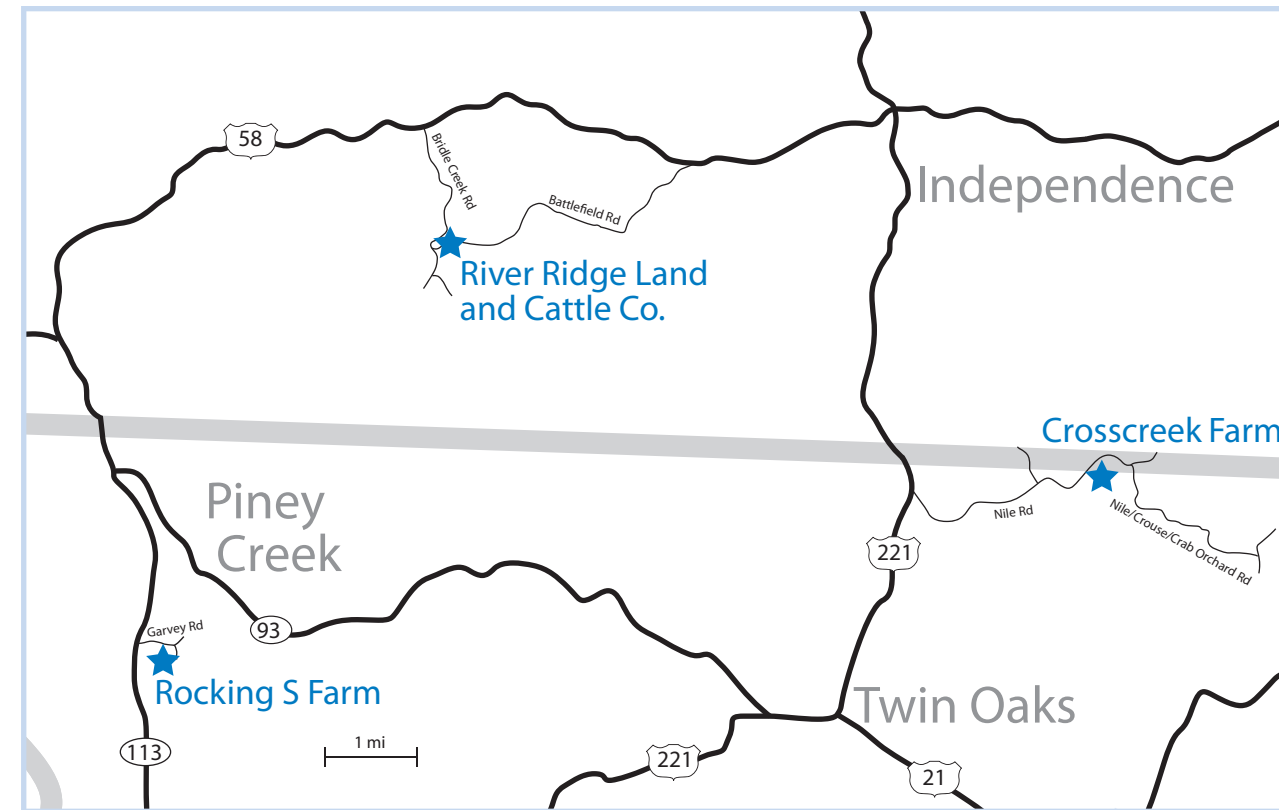 58
Bridle Creek Rd
Battlefield Rd
Independence
River Ridge Land
and Cattle Co.
Crosscreek Farm
Piney
Creek
Nile Rd
Nile/Crouse/Crab Orchard Rd
221
93
Garvey Rd
Rocking S Farm
Twin Oaks
113
1 mi
221
21